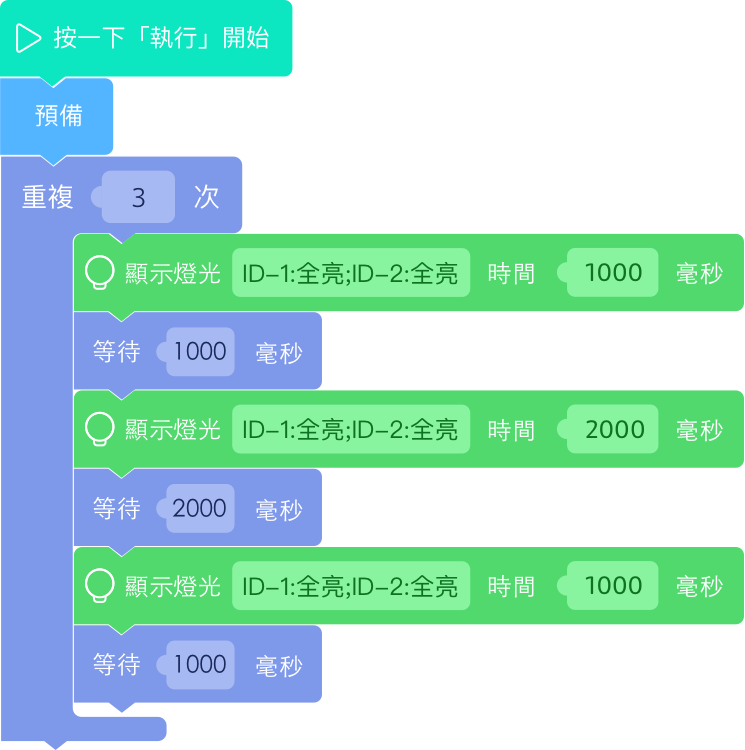 按一下「執行」開始
預備
重複 3 次
顯示燈光 ID-1:全亮;ID-2:全亮 時間 1000 毫秒
等待 1000 毫秒
顯示燈光 ID-1:全亮;ID-2:全亮 時間 2000 毫秒
等待 2000 毫秒
顯示燈光 ID-1:全亮;ID-2:全亮 時間 1000 毫秒
等待 1000 毫秒